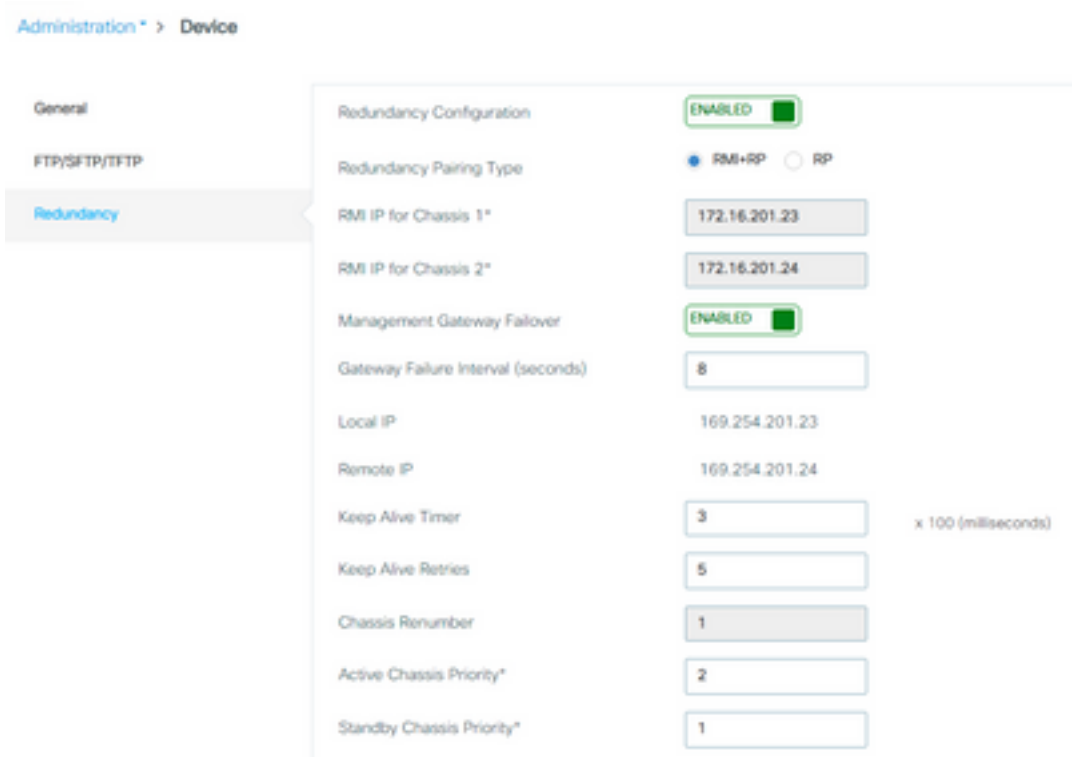 Administration * > Device
General
FTP/SFTP/TFTP
Redundancy
Redundancy Configuration ENABLED
Redundancy Pairing Type RMI+RP RP
RMI IP for Chassis 1* 172.16.201.23
RMI IP for Chassis 2* 172.16.201.24
Management Gateway Failover ENABLED
Gateway Failure Interval (seconds) 8
Local IP 169.254.201.23
Remote IP 169.254.201.24
Keep Alive Timer 3 x 100 (milliseconds)
Keep Alive Retries 5
Chassis Renumber 1
Active Chassis Priority* 2
Standby Chassis Priority* 1